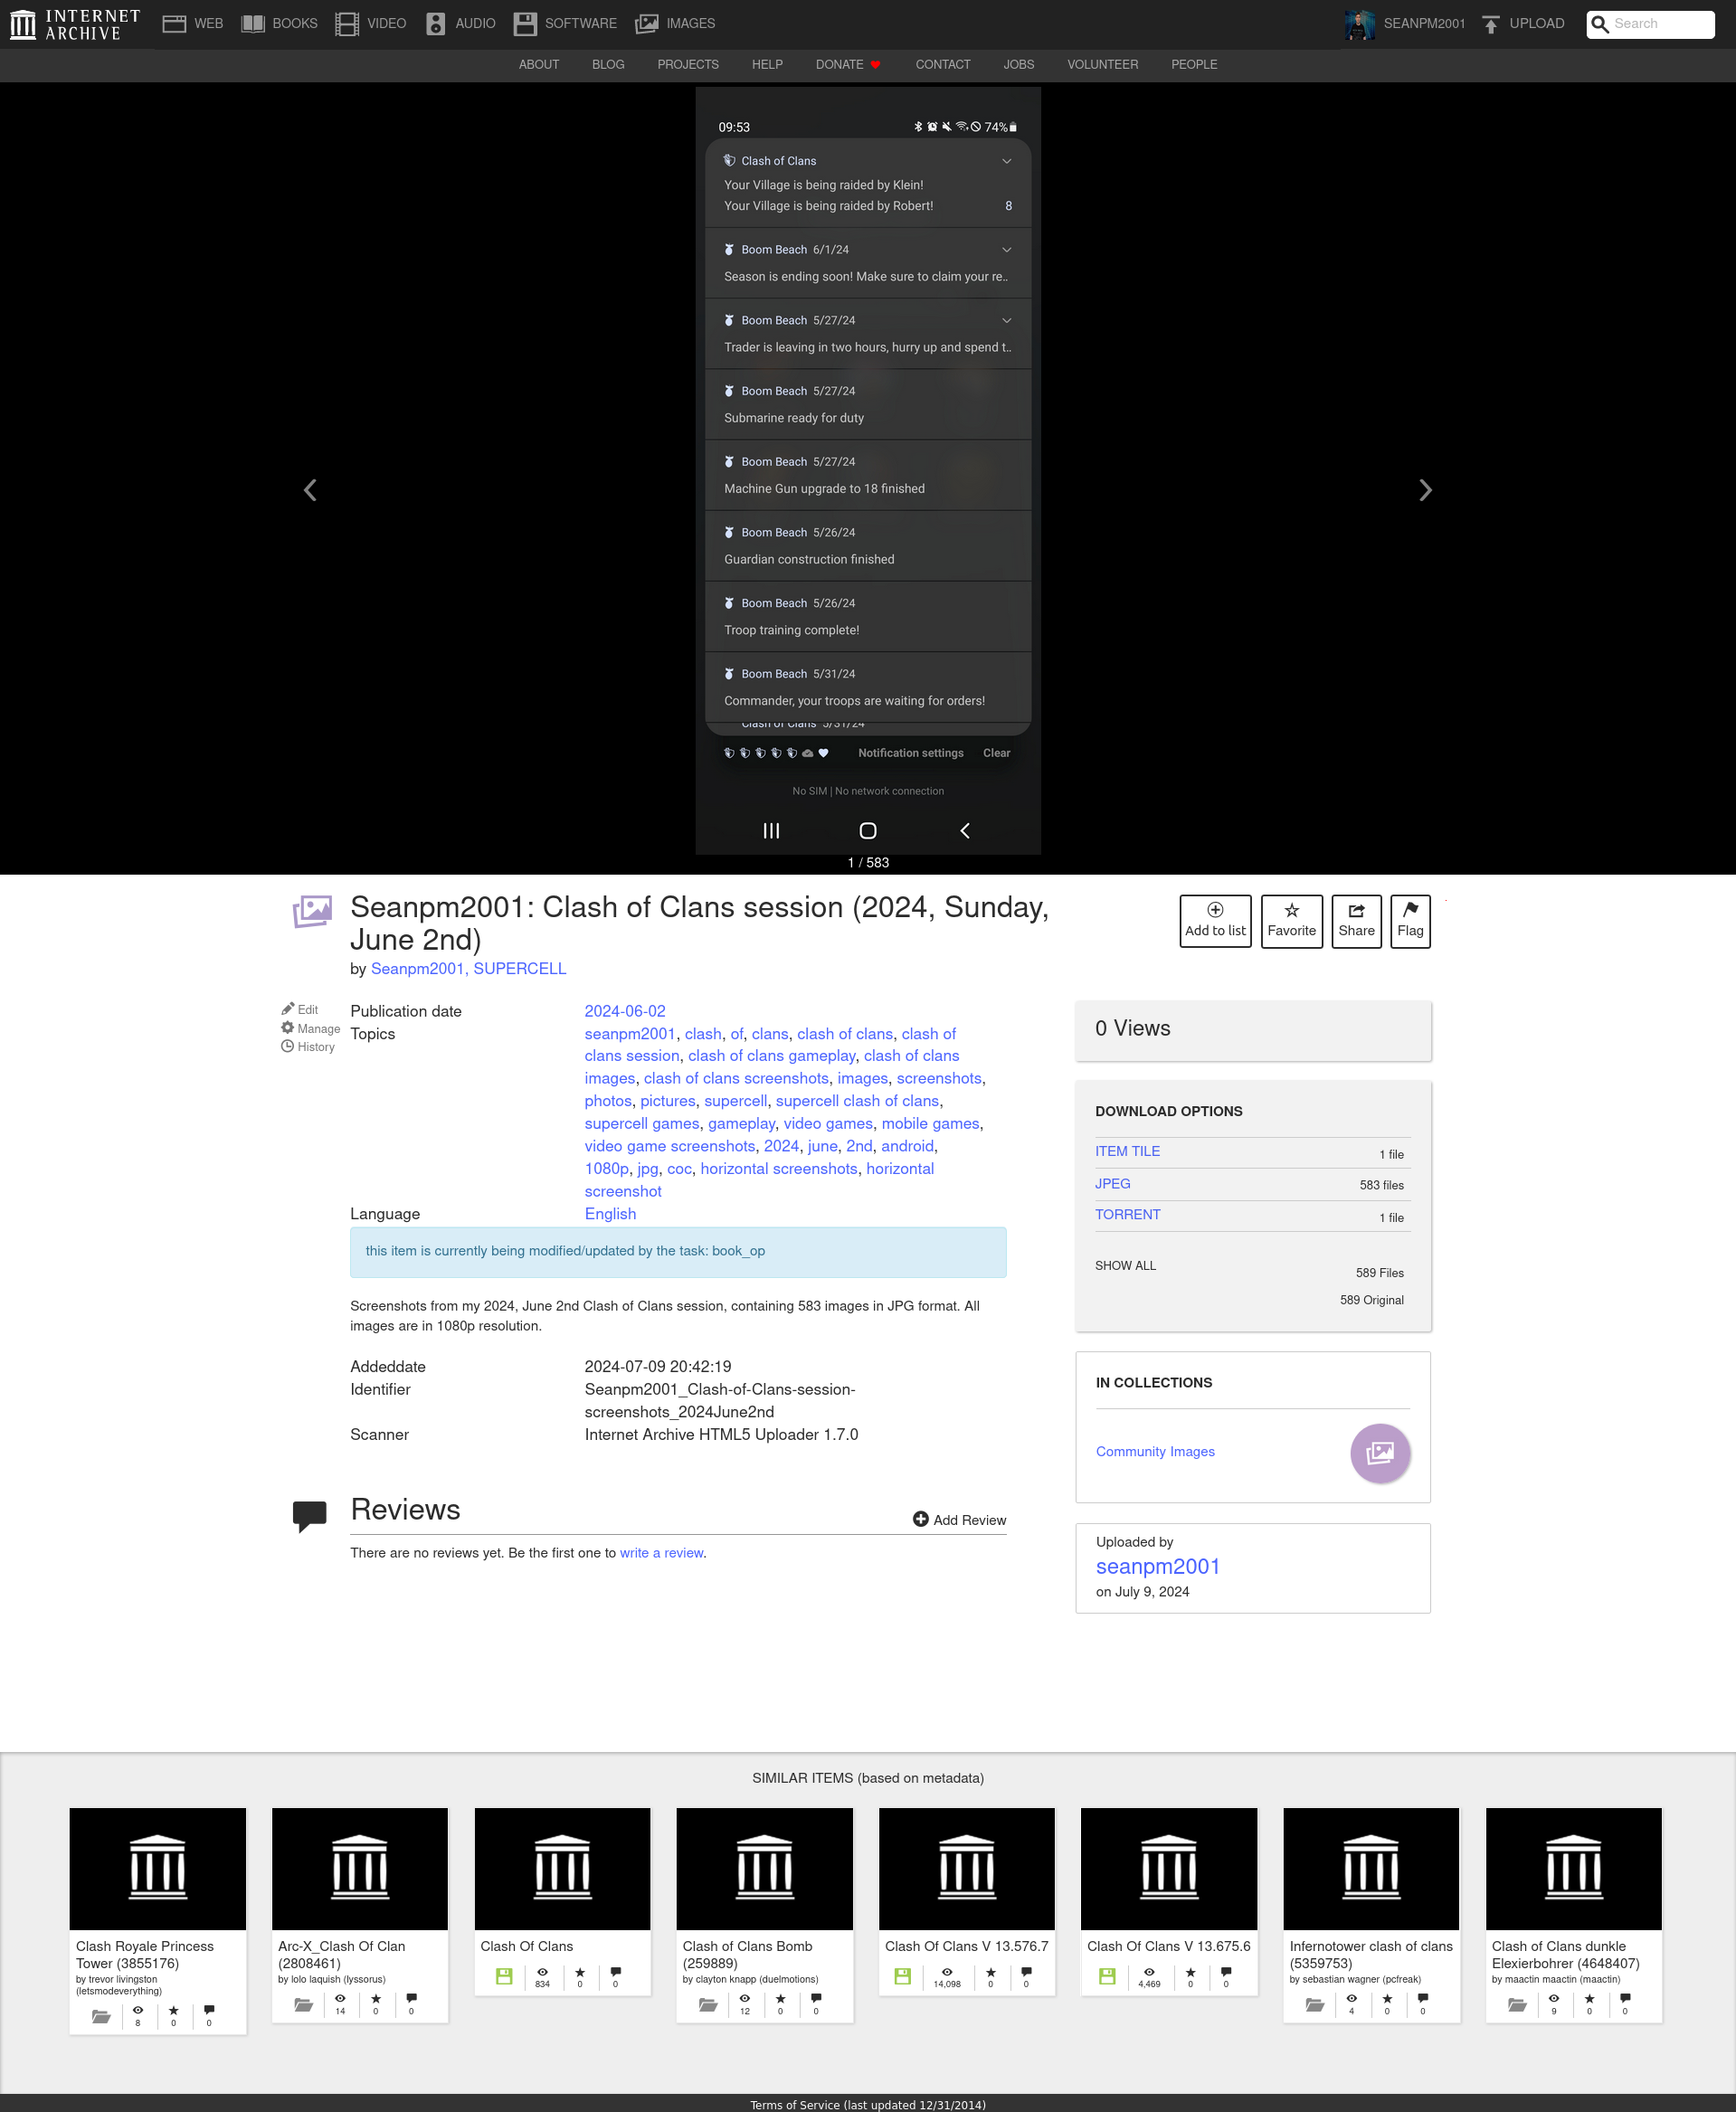 INTERNET ARCHIVE
WEB BOOKS VIDEO AUDIO SOFTWARE IMAGES SEANPM2001 UPLOAD Search
ABOUT BLOG PROJECTS HELP DONATE CONTACT JOBS VOLUNTEER PEOPLE
09:53 74%
Clash of Clans
Your Village is being raided by Klein!
Your Village is being raided by Robert! 8
Boom Beach 6/1/24
Season is ending soon! Make sure to claim your re..
Boom Beach 5/27/24
Trader is leaving in two hours, hurry up and spend t..
Boom Beach 5/27/24
Submarine ready for duty
Boom Beach 5/27/24
Machine Gun upgrade to 18 finished
Boom Beach 5/26/24
Guardian construction finished
Boom Beach 5/26/24
Troop training complete!
Boom Beach 5/31/24
Commander, your troops are waiting for orders!
Clash of Clans 5/31/24
Notification settings Clear
No SIM | No network connection
1 / 583
Seanpm2001: Clash of Clans session (2024, Sunday,
June 2nd)
by Seanpm2001, SUPERCELL
Add to list Favorite Share Flag
Edit
Manage
History
Publication date 2024-06-02
Topics seanpm2001, clash, of, clans, clash of clans, clash of
clans session, clash of clans gameplay, clash of clans
images, clash of clans screenshots, images, screenshots,
photos, pictures, supercell, supercell clash of clans,
supercell games, gameplay, video games, mobile games,
video game screenshots, 2024, june, 2nd, android,
1080p, jpg, coc, horizontal screenshots, horizontal
screenshot
Language English
this item is currently being modified/updated by the task: book_op
Screenshots from my 2024, June 2nd Clash of Clans session, containing 583 images in JPG format. All
images are in 1080p resolution.
Addeddate 2024-07-09 20:42:19
Identifier Seanpm2001_Clash-of-Clans-session-
screenshots_2024June2nd
Scanner Internet Archive HTML5 Uploader 1.7.0
Reviews
Add Review
There are no reviews yet. Be the first one to write a review.
0 Views
DOWNLOAD OPTIONS
ITEM TILE 1 file
JPEG 583 files
TORRENT 1 file
SHOW ALL 589 Files
589 Original
IN COLLECTIONS
Community Images
Uploaded by
seanpm2001
on July 9, 2024
SIMILAR ITEMS (based on metadata)
Clash Royale Princess
Tower (3855176)
by trevor livingston
(letsmodeverything)
8 0 0
Arc-X_Clash Of Clan
(2808461)
by lolo laquish (lyssorus)
14 0 0
Clash Of Clans
834 0 0
Clash of Clans Bomb
(259889)
by clayton knapp (duelmotions)
12 0 0
Clash Of Clans V 13.576.7
14,098 0 0
Clash Of Clans V 13.675.6
4,469 0 0
Infernotower clash of clans
(5359753)
by sebastian wagner (pcfreak)
4 0 0
Clash of Clans dunkle
Elexierbohrer (4648407)
by maactin maactin (maactin)
9 0 0
Terms of Service (last updated 12/31/2014)